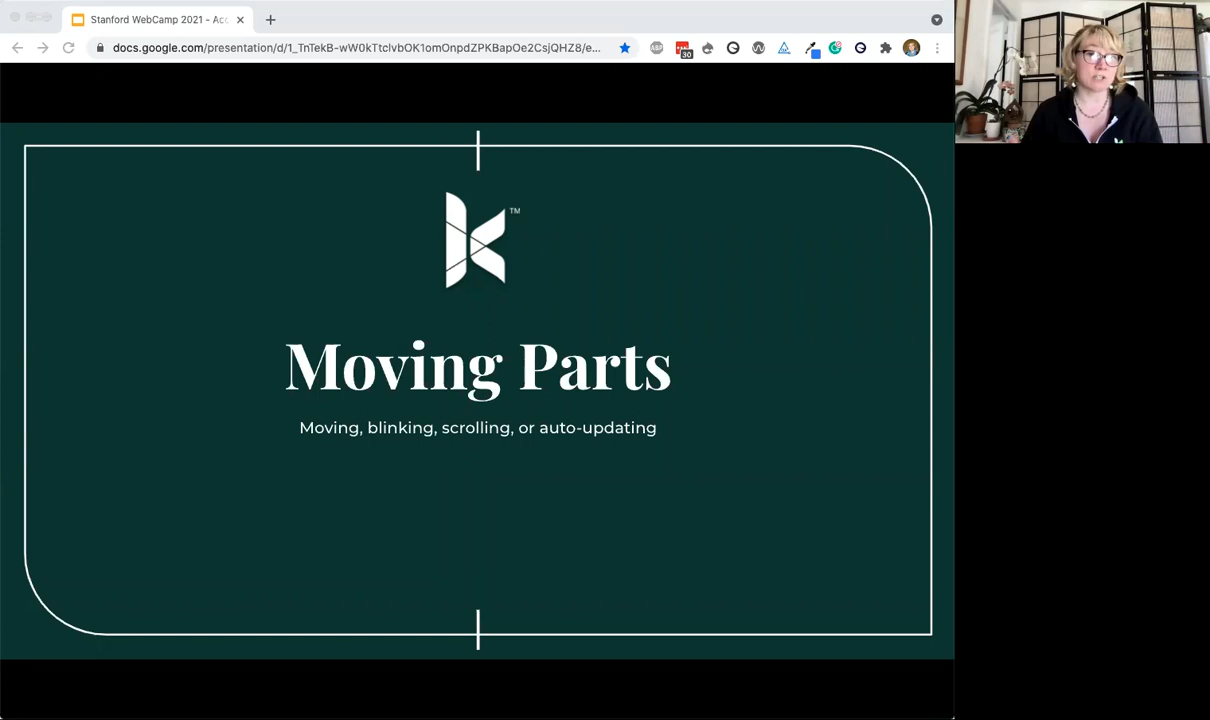 Stanford WebCamp 2021 - Acc
docs.google.com/presentation/d/1_TnTekB-wW0kTtclvbOK1omOnpdZPKBapOe2CsjQHZ8/e...
30
TM
Moving Parts
Moving, blinking, scrolling, or auto-updating